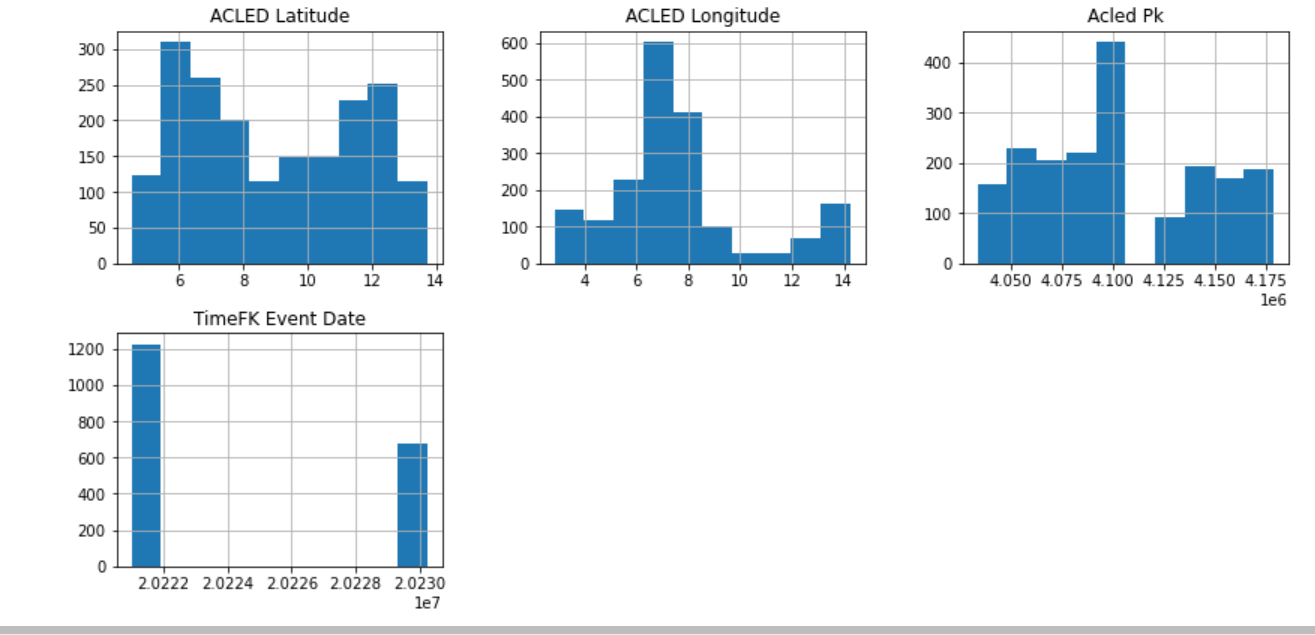 ACLED Latitude
300
250
200
150
100
50
0
6 8 10 12 14
ACLED Longitude
600
500
400
300
200
100
0
4 6 8 10 12 14
Acled Pk
400
300
200
100
0
4.050 4.075 4.100 4.125 4.150 4.175
1e6
TimeFK Event Date
1200
1000
800
600
400
200
0
2.0222 2.0224 2.0226 2.0228 2.0230
1e7